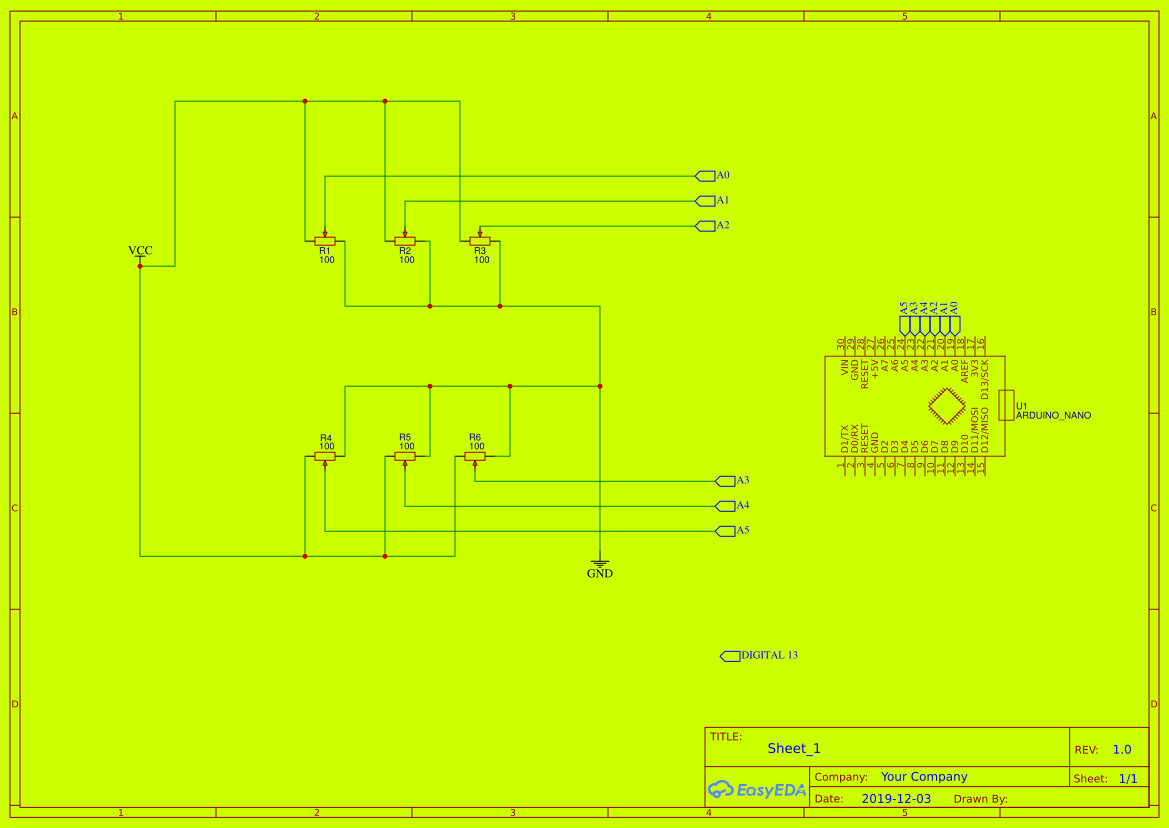 1 2 3 4 5
A A
A0
A1
A2
VCC
R1 R2 R3
100 100 100
A5 A3 A4 A2 A1 A0
B B
30 29 28 27 26 25 24 23 22 21 20 19 18 17 16
VIN GND RESET +5V A7 A6 A5 A4 A3 A2 A1 A0 AREF 3V3 D13/SCK
U1
ARDUINO_NANO
D1/TX D0/RX RESET GND D2 D3 D4 D5 D6 D7 D8 D9 D10 D11/MOSI D12/MISO
1 2 3 4 5 6 7 8 9 10 11 12 13 14 15
R4 R5 R6
100 100 100
A3
C C
A4
A5
GND
DIGITAL 13
D D
TITLE:
Sheet_1
REV: 1.0
EasyEDA
Company: Your Company
Sheet: 1/1
Date: 2019-12-03 Drawn By:
1 2 3 4 5